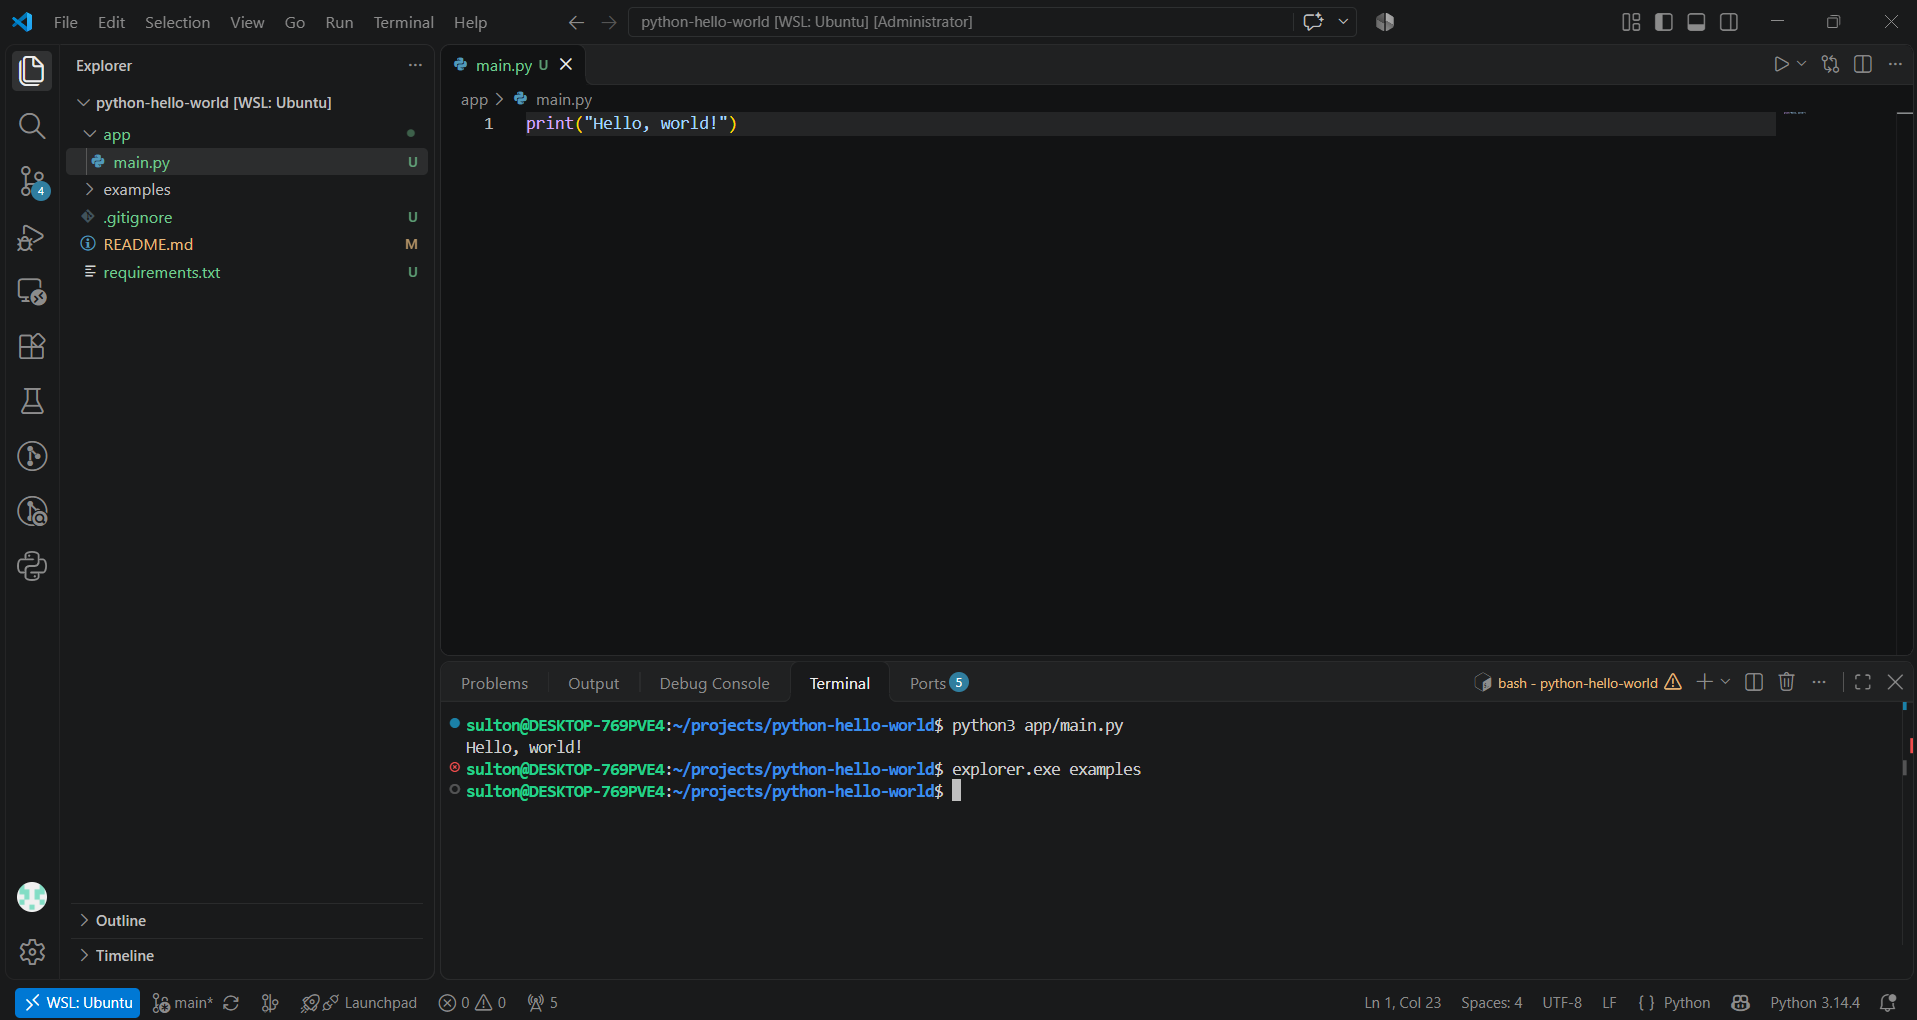 File Edit Selection View Go Run Terminal Help
python-hello-world [WSL: Ubuntu] [Administrator]
Explorer
python-hello-world [WSL: Ubuntu]
app
main.py U
examples
.gitignore U
README.md M
requirements.txt U
4
Outline
Timeline
main.py U
app > main.py
1 print("Hello, world!")
Problems Output Debug Console Terminal Ports 5
bash - python-hello-world
sulton@DESKTOP-769PVE4:~/projects/python-hello-world$ python3 app/main.py
Hello, world!
sulton@DESKTOP-769PVE4:~/projects/python-hello-world$ explorer.exe examples
sulton@DESKTOP-769PVE4:~/projects/python-hello-world$
WSL: Ubuntu main* Launchpad 0 0 5
Ln 1, Col 23 Spaces: 4 UTF-8 LF { } Python Python 3.14.4